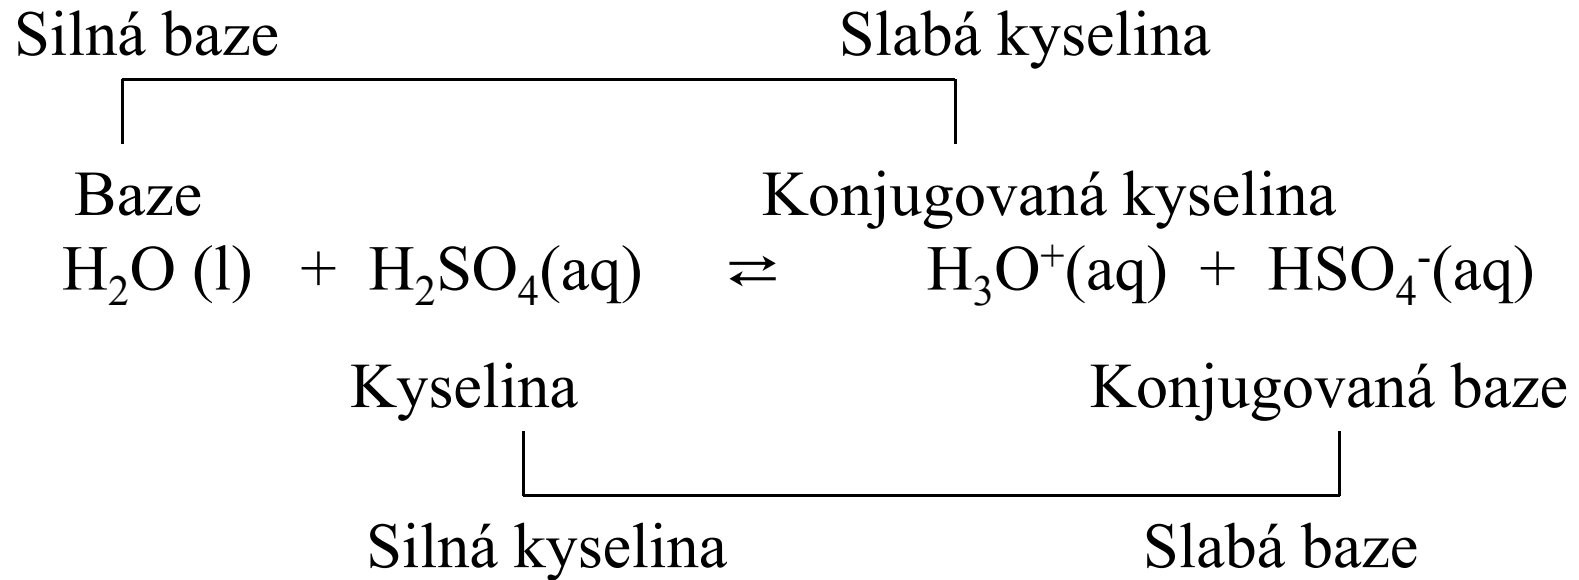 Silná baze Slabá kyselina
Baze Konjugovaná kyselina
H₂O (l) + H₂SO₄(aq) ⇄ H₃O⁺(aq) + HSO₄⁻(aq)
Kyselina Konjugovaná baze
Silná kyselina Slabá baze